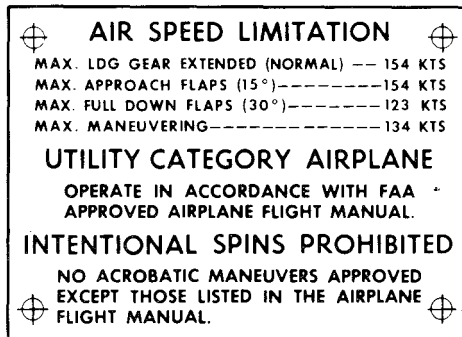 AIR SPEED LIMITATION
MAX. LDG GEAR EXTENDED (NORMAL) -- 154 KTS
MAX. APPROACH FLAPS (15°)--------154 KTS
MAX. FULL DOWN FLAPS (30°)-------123 KTS
MAX. MANEUVERING--------------134 KTS
UTILITY CATEGORY AIRPLANE
OPERATE IN ACCORDANCE WITH FAA
APPROVED AIRPLANE FLIGHT MANUAL.
INTENTIONAL SPINS PROHIBITED
NO ACROBATIC MANEUVERS APPROVED
EXCEPT THOSE LISTED IN THE AIRPLANE
FLIGHT MANUAL.